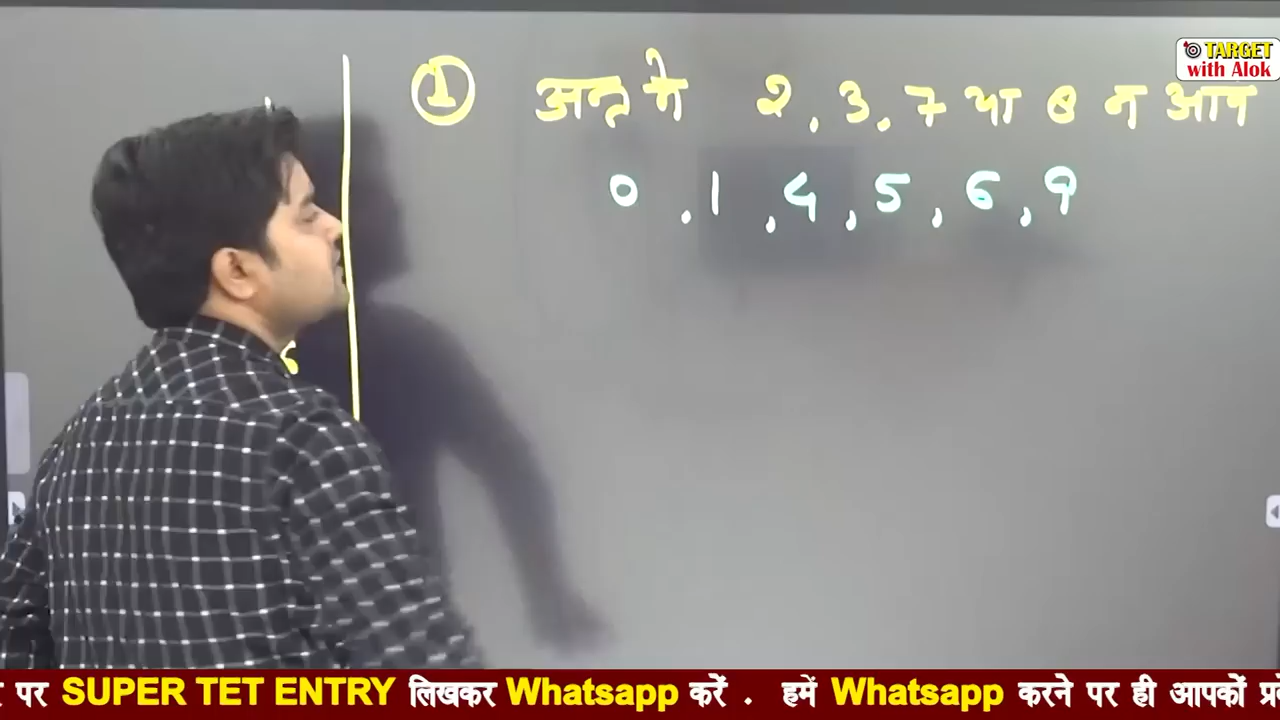 TARGET
with Alok
① अन्त मे 2, 3, 7 या 8 न आय
0, 1, 4, 5, 6, 9
र पर SUPER TET ENTRY लिखकर Whatsapp करें . हमें Whatsapp करने पर ही आपकों प्र